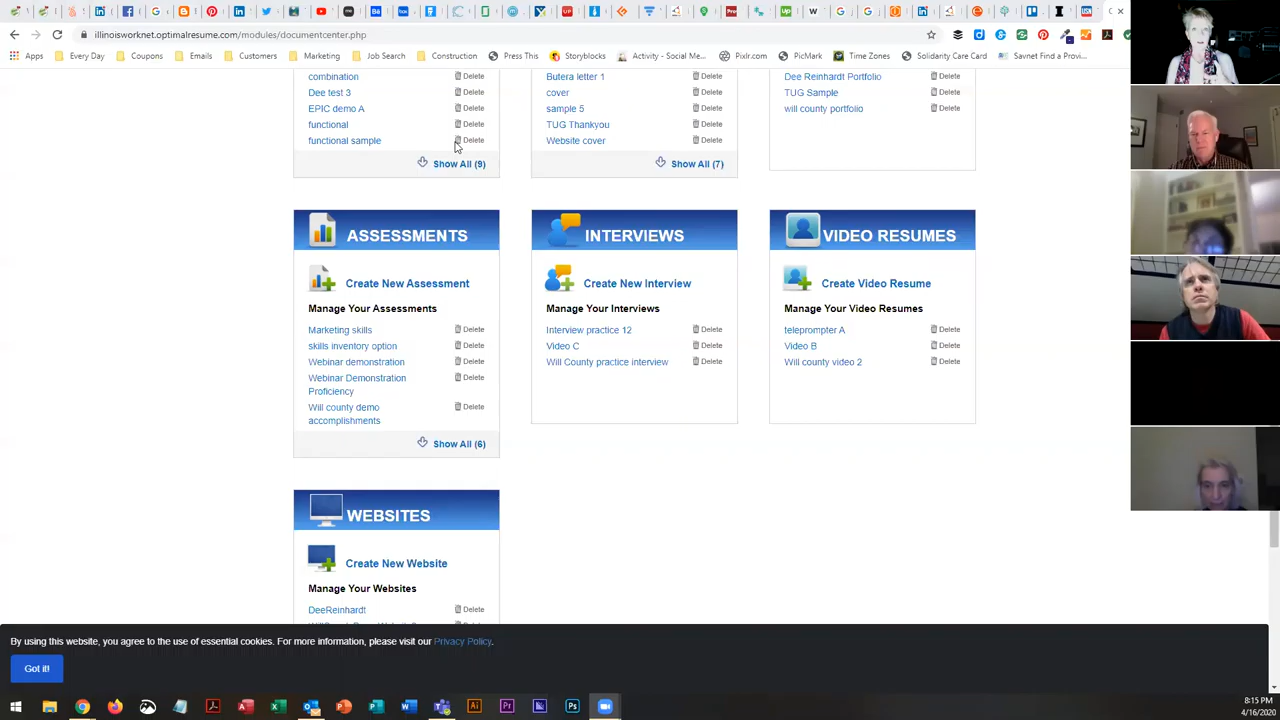 illinoisworknet.optimalresume.com/modules/documentcenter.php
Apps Every Day Coupons Emails Customers Marketing Job Search Construction Press This Storyblocks Activity - Social Me... Pixlr.com PicMark Time Zones Solidarity Care Card Savnet Find a Provi...
combination Delete
Dee test 3 Delete
EPIC demo A Delete
functional Delete
functional sample Delete
Show All (9)
Butera letter 1 Delete
cover Delete
sample 5 Delete
TUG Thankyou Delete
Website cover Delete
Show All (7)
Dee Reinhardt Portfolio Delete
TUG Sample Delete
will county portfolio Delete
ASSESSMENTS
Create New Assessment
Manage Your Assessments
Marketing skills Delete
skills inventory option Delete
Webinar demonstration Delete
Webinar Demonstration Delete
Proficiency
Will county demo Delete
accomplishments
Show All (6)
INTERVIEWS
Create New Interview
Manage Your Interviews
Interview practice 12 Delete
Video C Delete
Will County practice interview Delete
VIDEO RESUMES
Create Video Resume
Manage Your Video Resumes
teleprompter A Delete
Video B Delete
Will county video 2 Delete
WEBSITES
Create New Website
Manage Your Websites
DeeReinhardt Delete
By using this website, you agree to the use of essential cookies. For more information, please visit our Privacy Policy.
Got it!
8:15 PM
4/16/2020